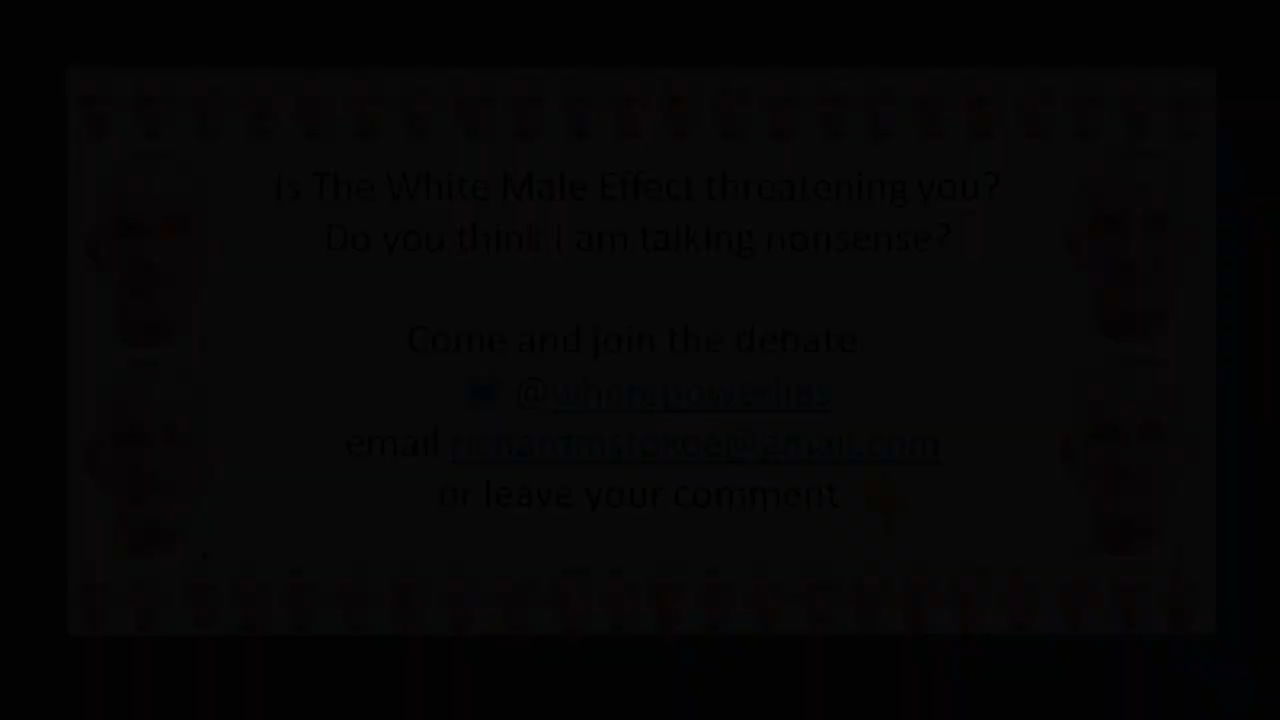 Is The White Male Effect threatening you?
Do you think I am talking nonsense?
Come and join the debate
@wherepowerlies
email
or leave your comment